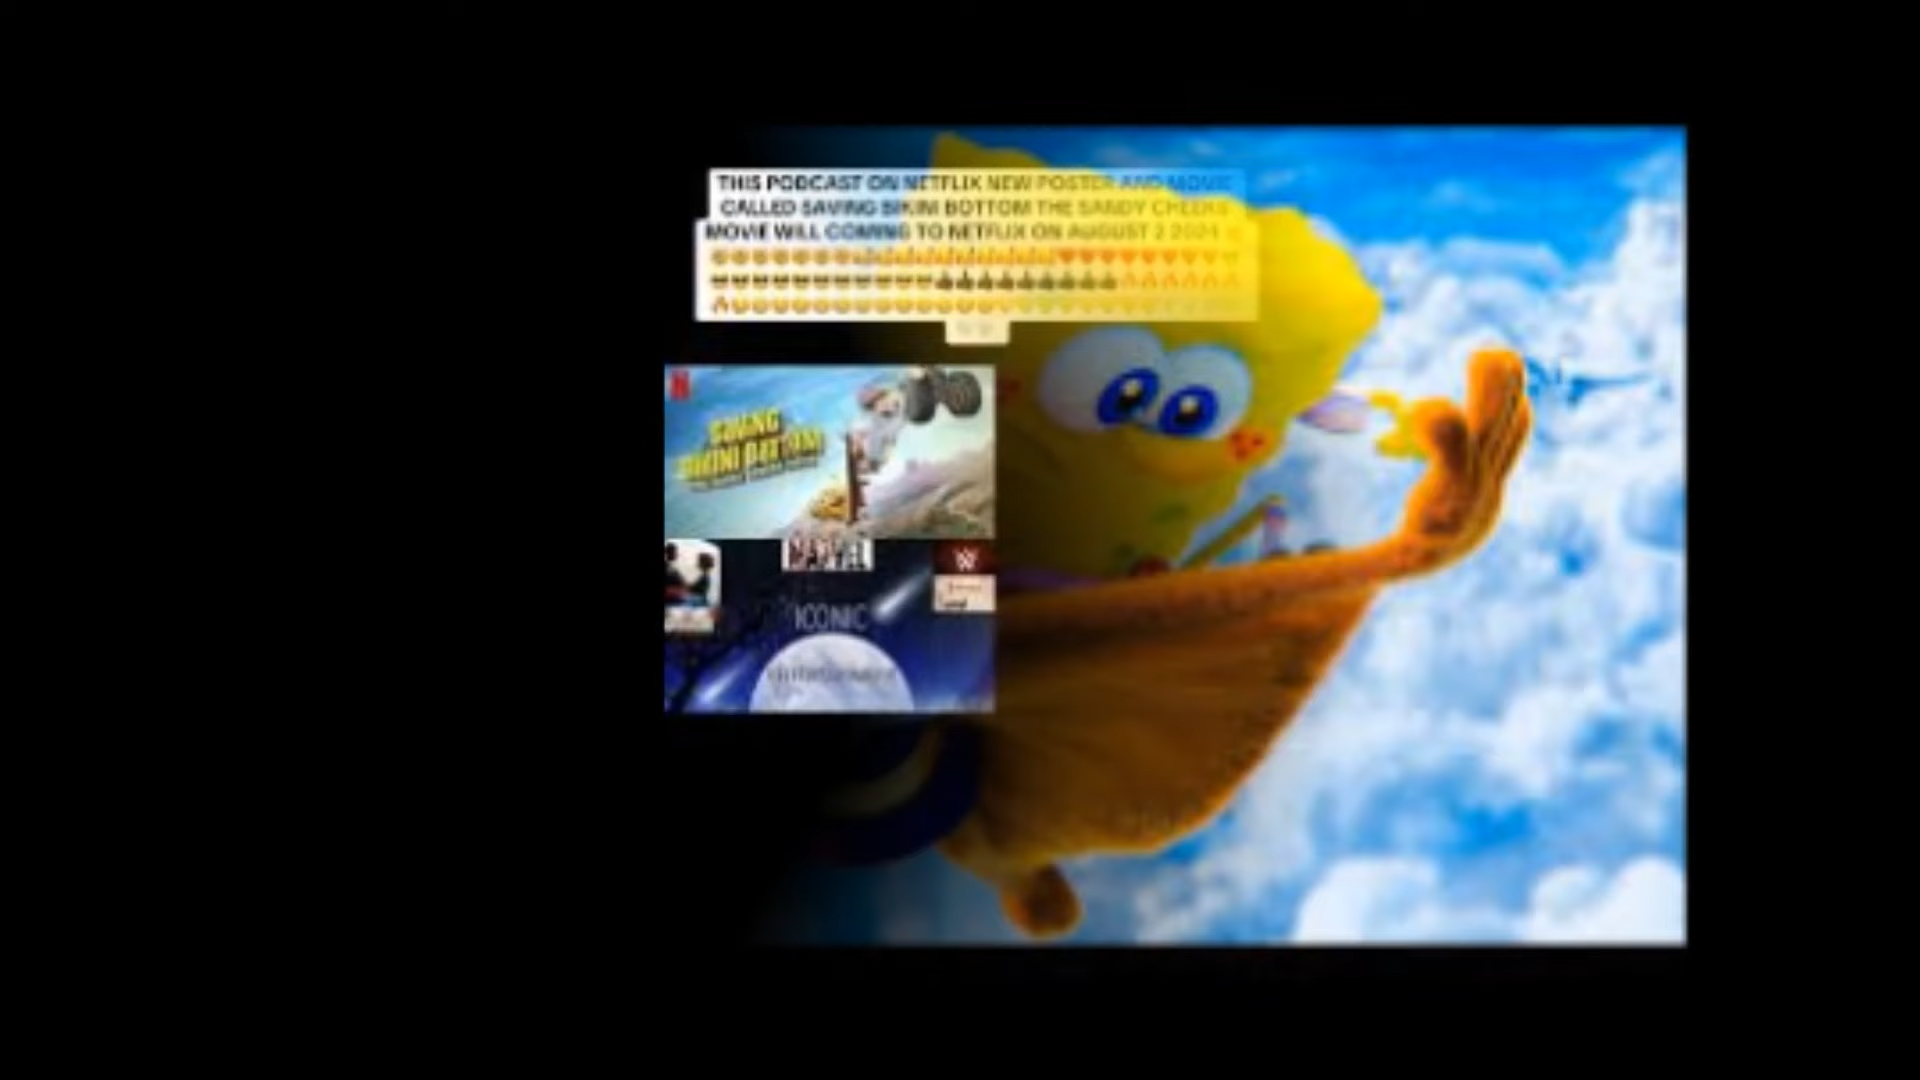 THIS PODCAST ON NETFLIX NEW POSTER AND MOVIE
CALLED SAVING BIKINI BOTTOM THE SANDY CHEEKS
MOVIE WILL COMING TO NETFLIX ON AUGUST 2 2024
N
SAVING
BIKINI BOTTOM
MARVEL
W
ICONIC